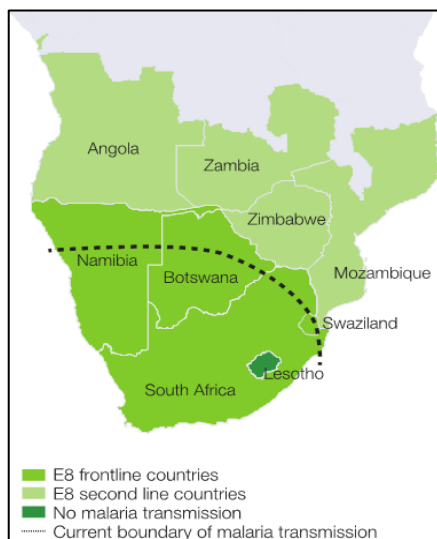 Angola
Zambia
Zimbabwe
Namibia
Botswana
Mozambique
Swaziland
Lesotho
South Africa
E8 frontline countries
E8 second line countries
No malaria transmission
Current boundary of malaria transmission